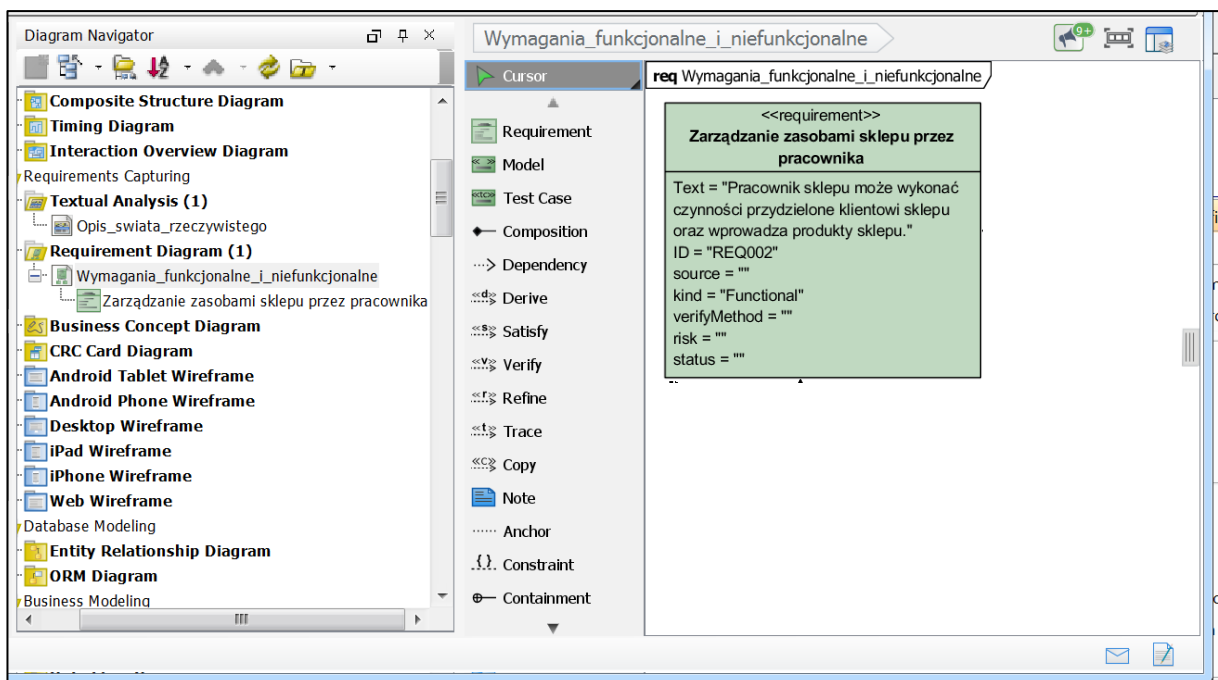 Diagram Navigator
Composite Structure Diagram
Timing Diagram
Interaction Overview Diagram
Requirements Capturing
Textual Analysis (1)
Opis_swiata_rzeczywistego
Requirement Diagram (1)
Wymagania_funkcjonalne_i_niefunkcjonalne
Zarządzanie zasobami sklepu przez pracownika
Business Concept Diagram
CRC Card Diagram
Android Tablet Wireframe
Android Phone Wireframe
Desktop Wireframe
iPad Wireframe
iPhone Wireframe
Web Wireframe
Database Modeling
Entity Relationship Diagram
ORM Diagram
Business Modeling
Wymagania_funkcjonalne_i_niefunkcjonalne
9+
Cursor
Requirement
Model
Test Case
Composition
Dependency
<<d>> Derive
<<s>> Satisfy
<<v>> Verify
<<r>> Refine
<<t>> Trace
<<C>> Copy
Note
Anchor
{} Constraint
Containment
req Wymagania_funkcjonalne_i_niefunkcjonalne
<<requirement>>
Zarządzanie zasobami sklepu przez
pracownika
Text = "Pracownik sklepu może wykonać
czynności przydzielone klientowi sklepu
oraz wprowadza produkty sklepu."
ID = "REQ002"
source = ""
kind = "Functional"
verifyMethod = ""
risk = ""
status = ""